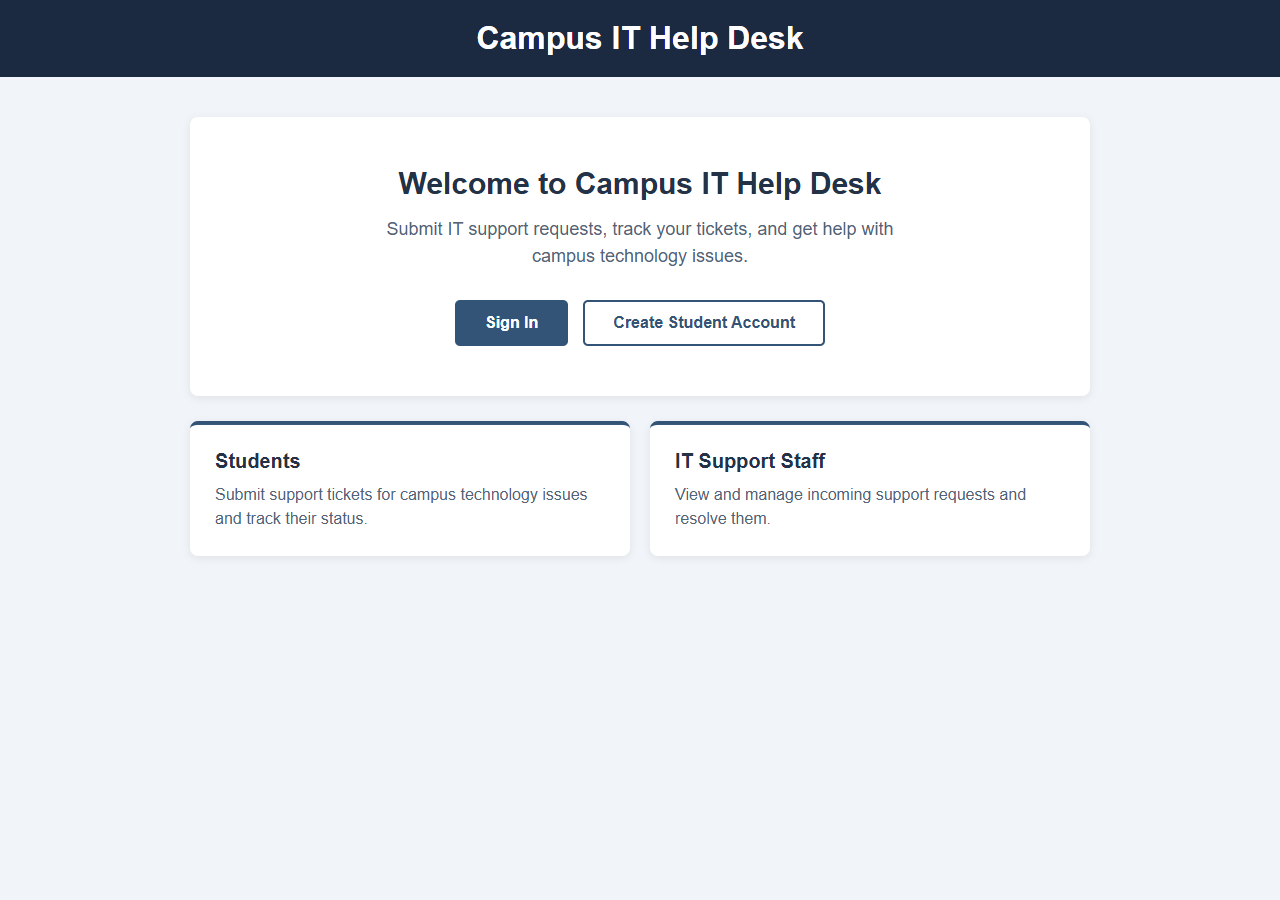 Campus IT Help Desk
Welcome to Campus IT Help Desk
Submit IT support requests, track your tickets, and get help with
campus technology issues.
Sign In
Create Student Account
Students
Submit support tickets for campus technology issues
and track their status.
IT Support Staff
View and manage incoming support requests and
resolve them.